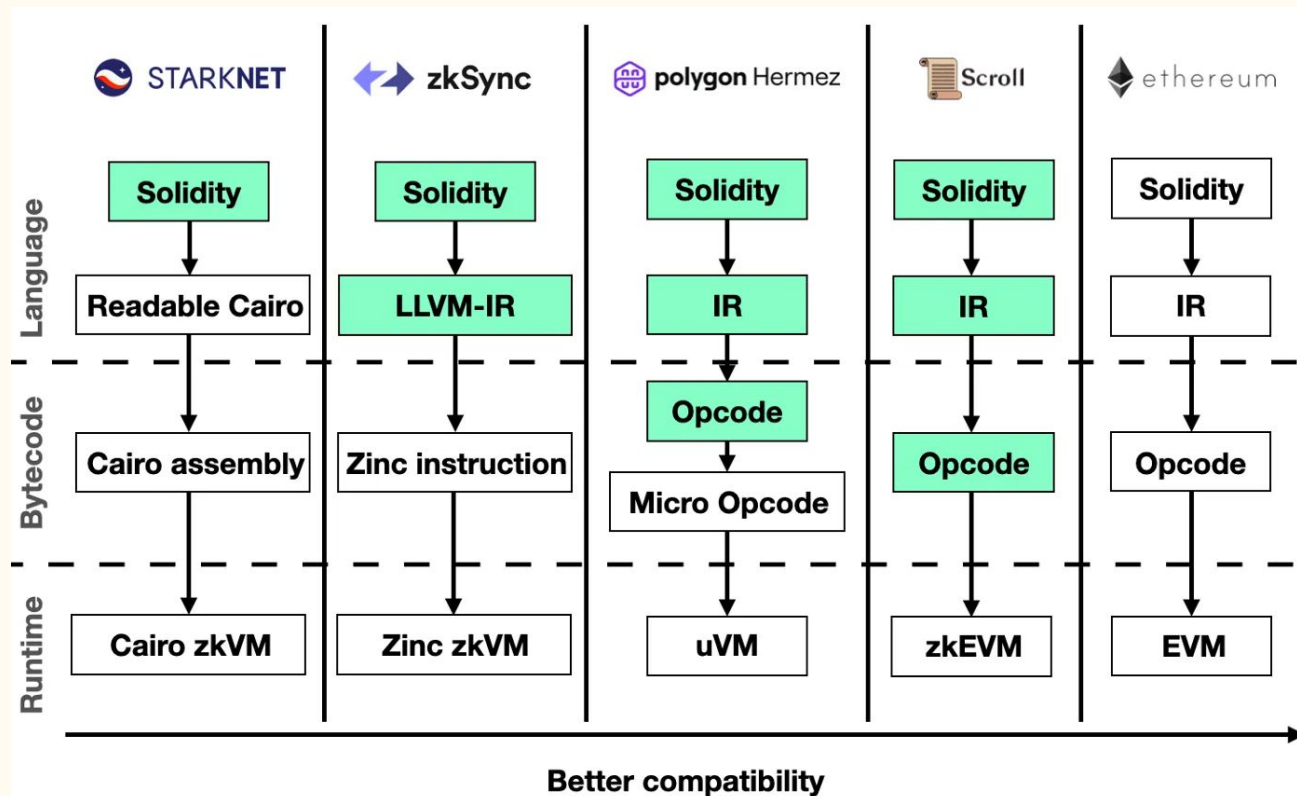 STARKNET
zkSync
polygon Hermez
Scroll
ethereum
Language
Solidity
Solidity
Solidity
Solidity
Solidity
Readable Cairo
LLVM-IR
IR
IR
IR
Bytecode
Opcode
Cairo assembly
Zinc instruction
Micro Opcode
Opcode
Opcode
Runtime
Cairo zkVM
Zinc zkVM
uVM
zkEVM
EVM
Better compatibility